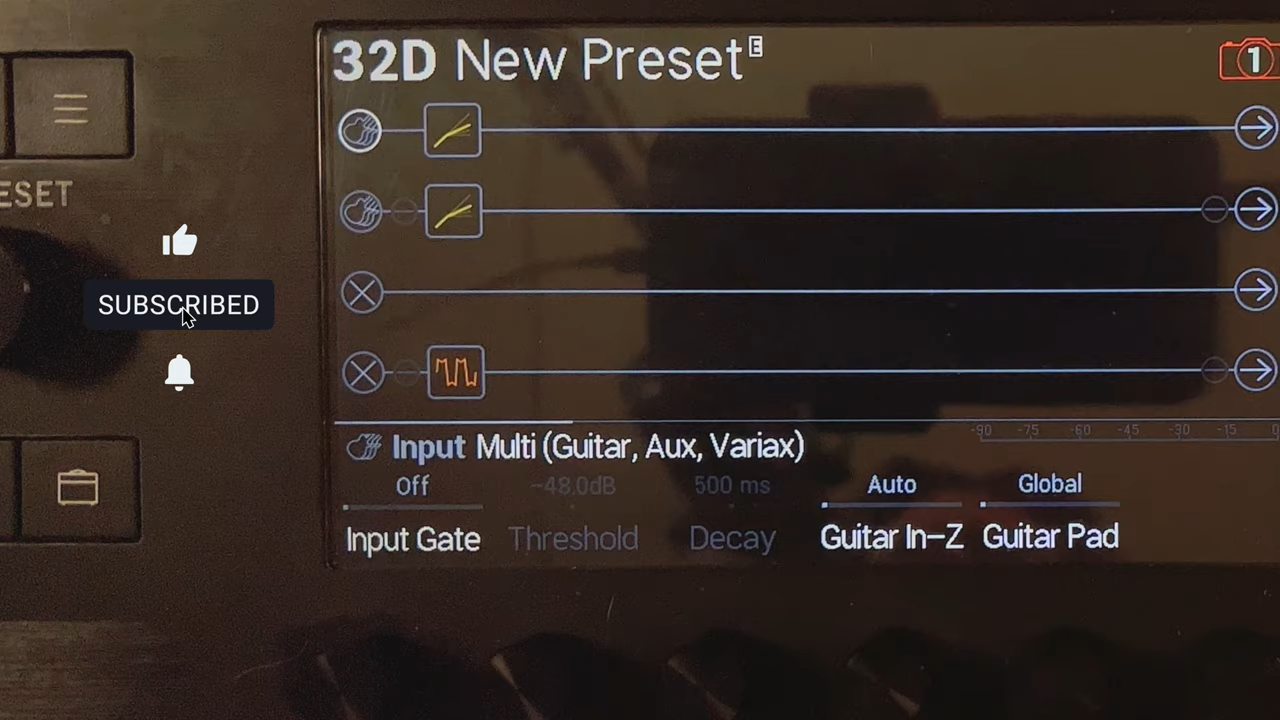 32D New Preset E
1
ESET
SUBSCRIBED
-90 -75 -60 -45 -30 -15 0
Input Multi (Guitar, Aux, Variax)
Off -48.0dB 500 ms Auto Global
Input Gate Threshold Decay Guitar In-Z Guitar Pad